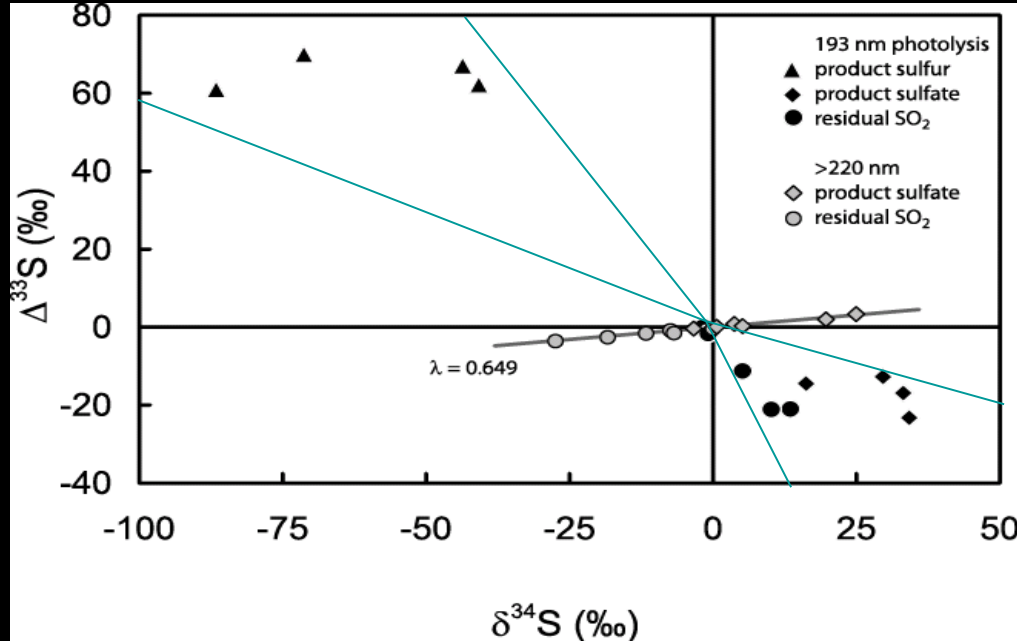 80
60
40
20
0
-20
-40
Δ³³S (‰)
193 nm photolysis
▲ product sulfur
◆ product sulfate
● residual SO₂
>220 nm
product sulfate
residual SO₂
λ = 0.649
-100 -75 -50 -25 0 25 50
δ³⁴S (‰)